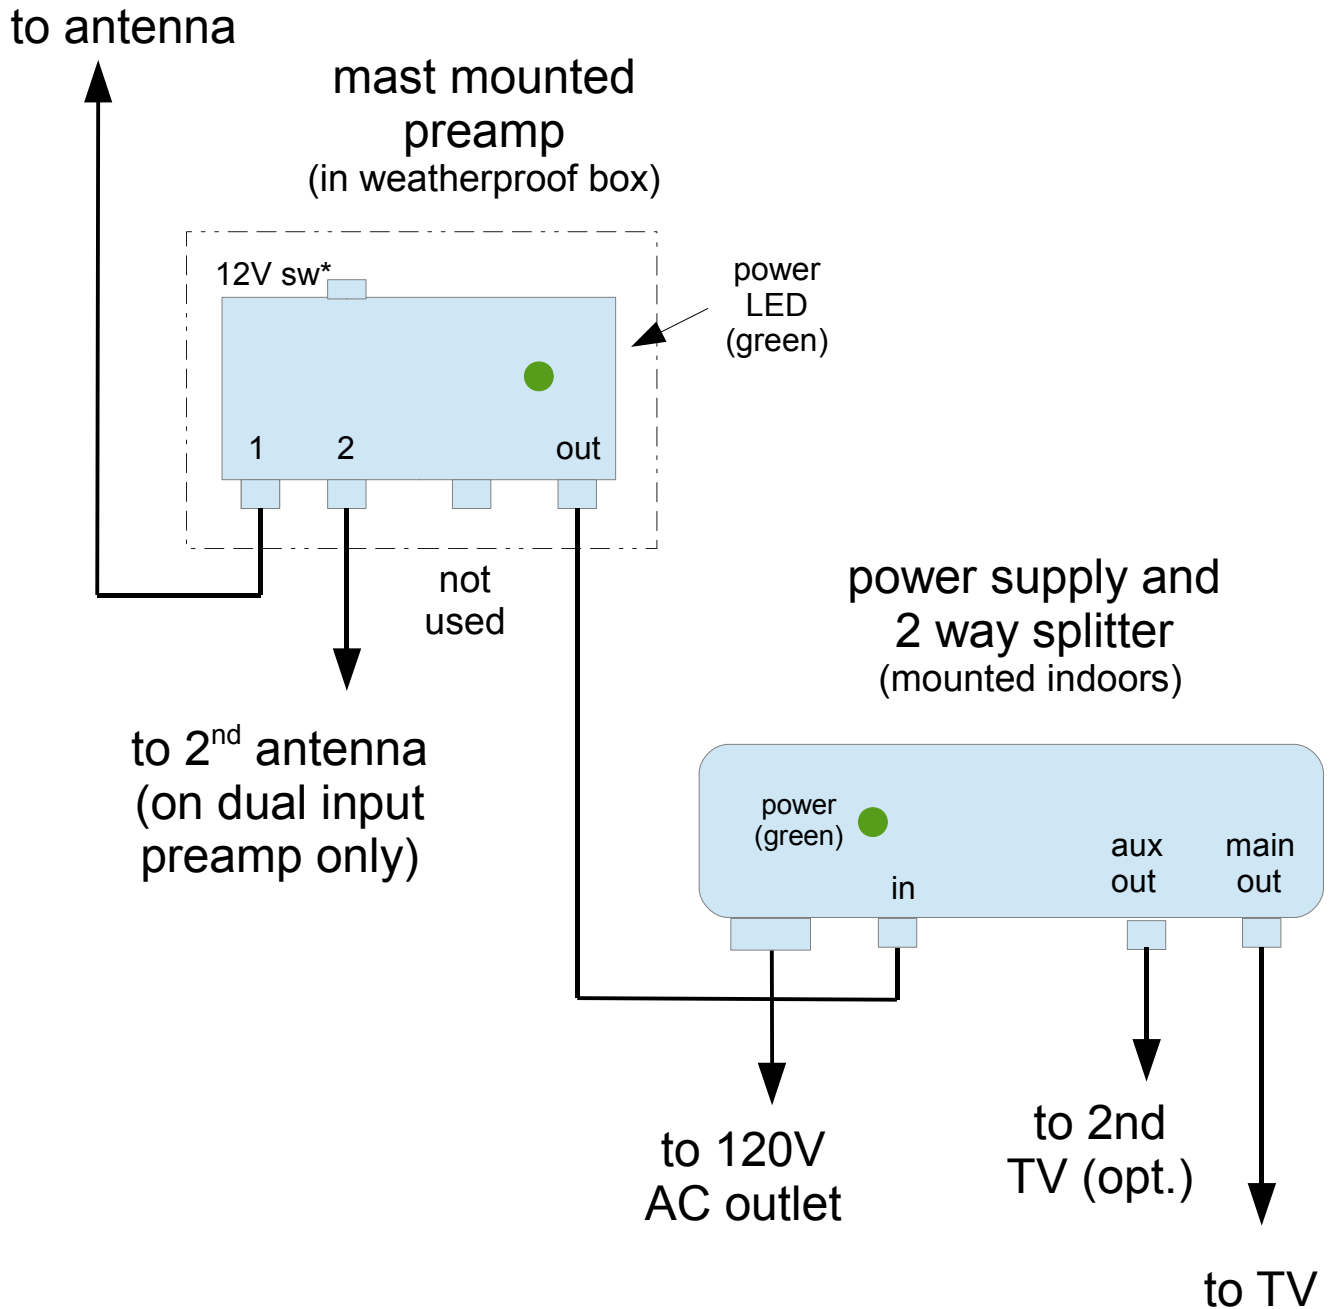 to antenna
mast mounted
preamp
(in weatherproof box)
12V sw*
power
LED
(green)
1
2
out
not
used
to 2nd antenna
(on dual input
preamp only)
power supply and
2 way splitter
(mounted indoors)
power
(green)
in
aux
out
main
out
to 120V
AC outlet
to 2nd
TV (opt.)
to TV